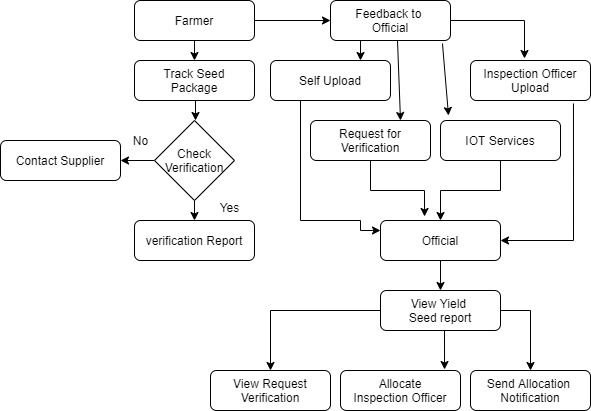 Farmer
Feedback to
Official
Track Seed
Package
Self Upload
Inspection Officer
Upload
No
Check
Verification
Request for
Verification
IOT Services
Contact Supplier
Yes
verification Report
Official
View Yield
Seed report
View Request
Verification
Allocate
Inspection Officer
Send Allocation
Notification